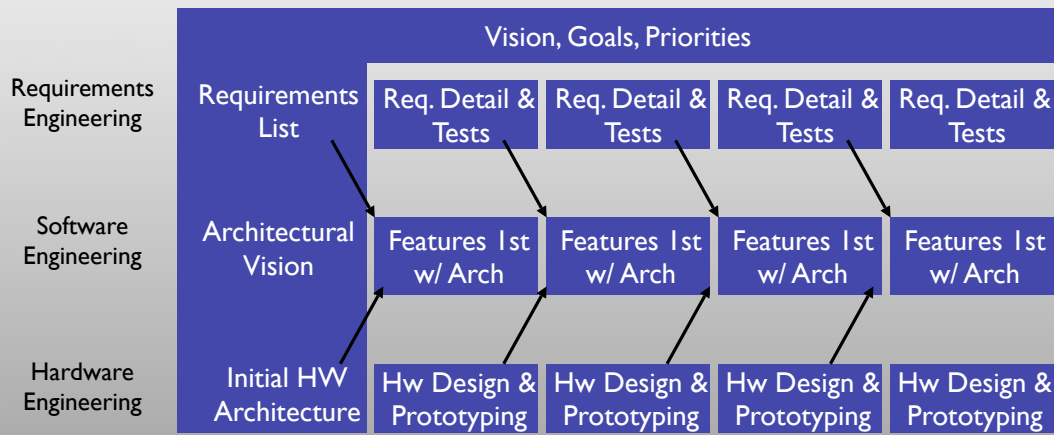 Vision, Goals, Priorities
Requirements
Engineering
Requirements
List
Req. Detail &
Tests
Req. Detail &
Tests
Req. Detail &
Tests
Req. Detail &
Tests
Software
Engineering
Architectural
Vision
Features 1st
w/ Arch
Features 1st
w/ Arch
Features 1st
w/ Arch
Features 1st
w/ Arch
Hardware
Engineering
Initial HW
Architecture
Hw Design &
Prototyping
Hw Design &
Prototyping
Hw Design &
Prototyping
Hw Design &
Prototyping